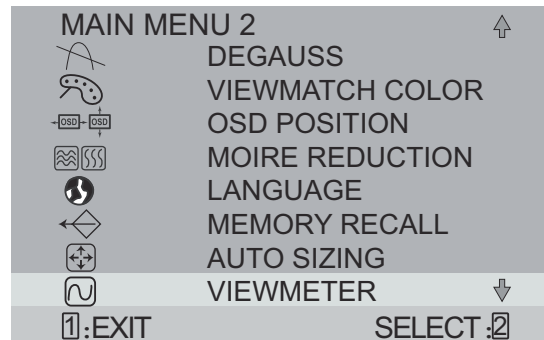 MAIN MENU 2
DEGAUSS
VIEWMATCH COLOR
OSD OSD OSD POSITION
MOIRE REDUCTION
LANGUAGE
MEMORY RECALL
AUTO SIZING
VIEWMETER
1:EXIT SELECT:2